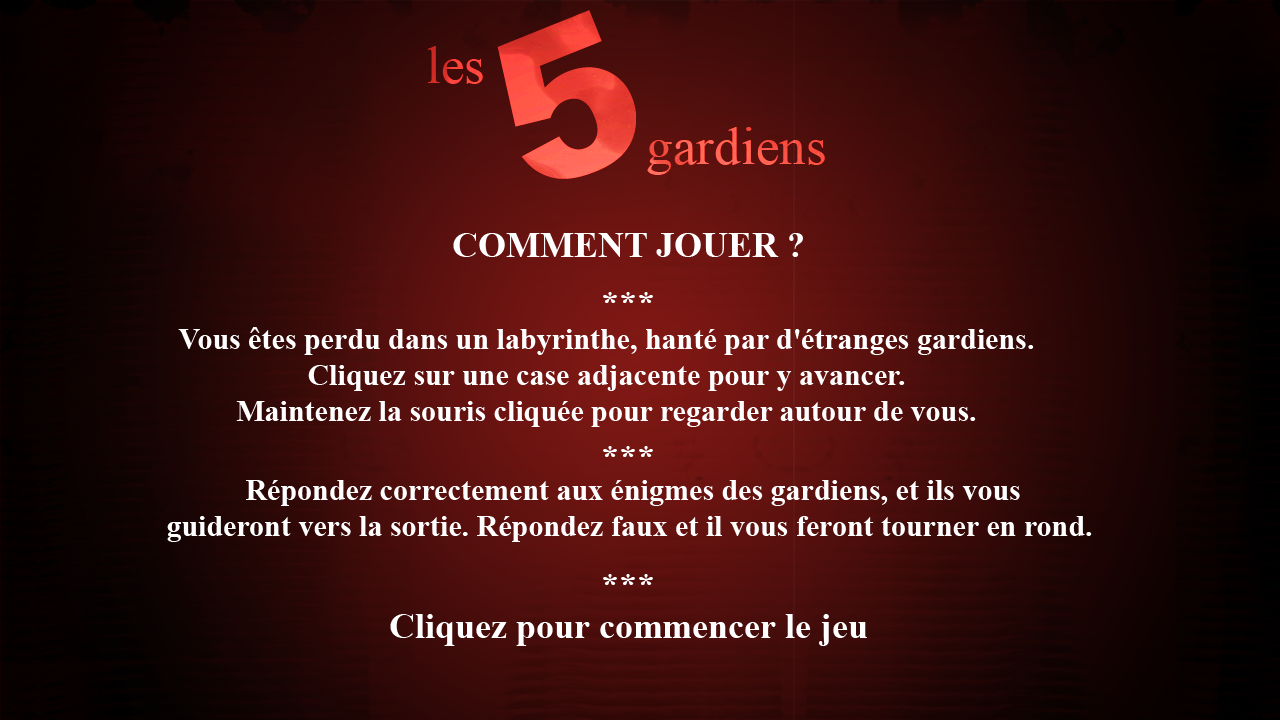 les 5 gardiens
COMMENT JOUER ?
***
Vous êtes perdu dans un labyrinthe, hanté par d'étranges gardiens.
Cliquez sur une case adjacente pour y avancer.
Maintenez la souris cliquée pour regarder autour de vous.
***
Répondez correctement aux énigmes des gardiens, et ils vous
guideront vers la sortie. Répondez faux et il vous feront tourner en rond.
***
Cliquez pour commencer le jeu